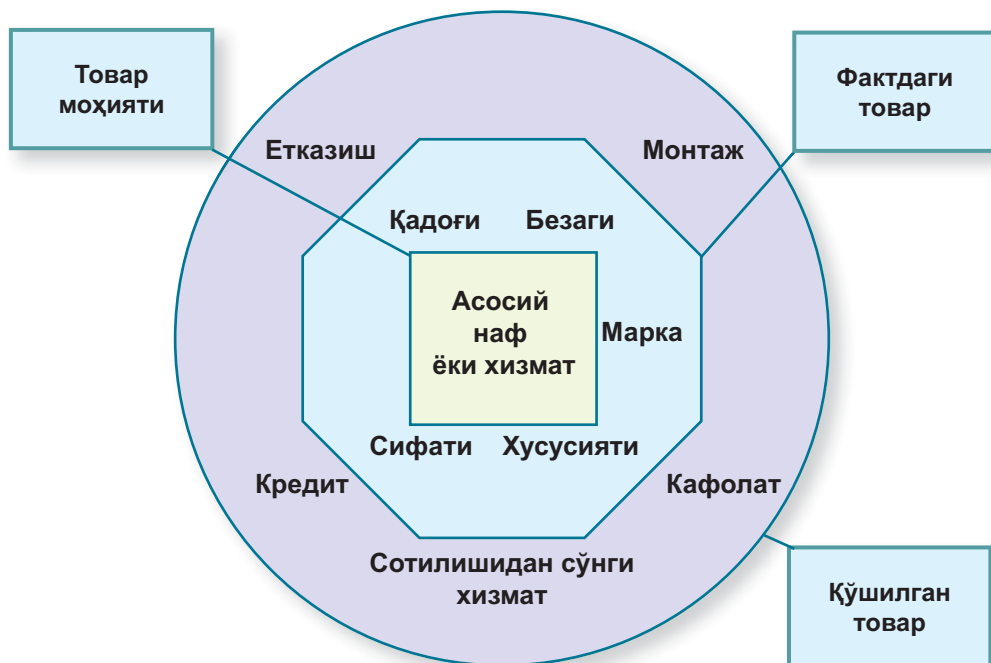 Товар
моҳияти
Фактдаги
товар
Етказиш
Монтаж
Қадоғи
Безаги
Асосий
наф
ёки хизмат
Марка
Сифати
Хусусияти
Кредит
Кафолат
Сотилишидан сўнги
хизмат
Қўшилган
товар